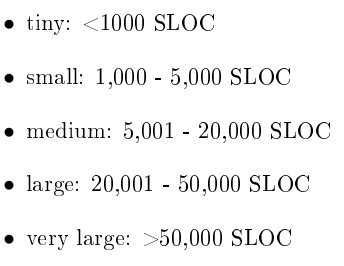 • tiny: <1000 SLOC
• small: 1,000 - 5,000 SLOC
• medium: 5,001 - 20,000 SLOC
• large: 20,001 - 50,000 SLOC
• very large: >50,000 SLOC